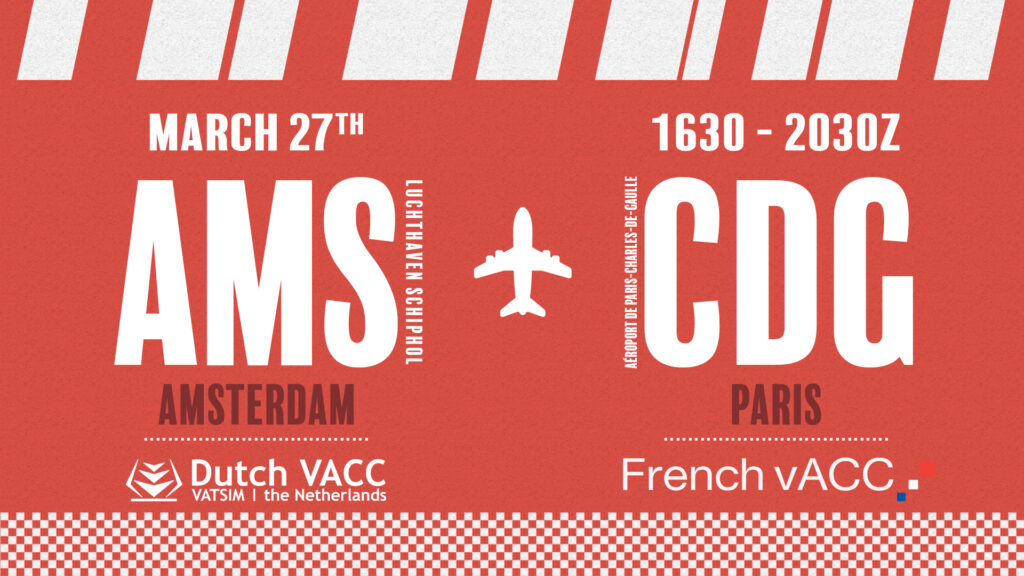 MARCH 27TH
1630 - 2030Z
AMS
LUCHTHAVEN SCHIPHOL
AÉROPORT DE PARIS-CHARLES-DE-GAULLE
CDG
AMSTERDAM
PARIS
Dutch VACC
VATSIM | the Netherlands
French vACC